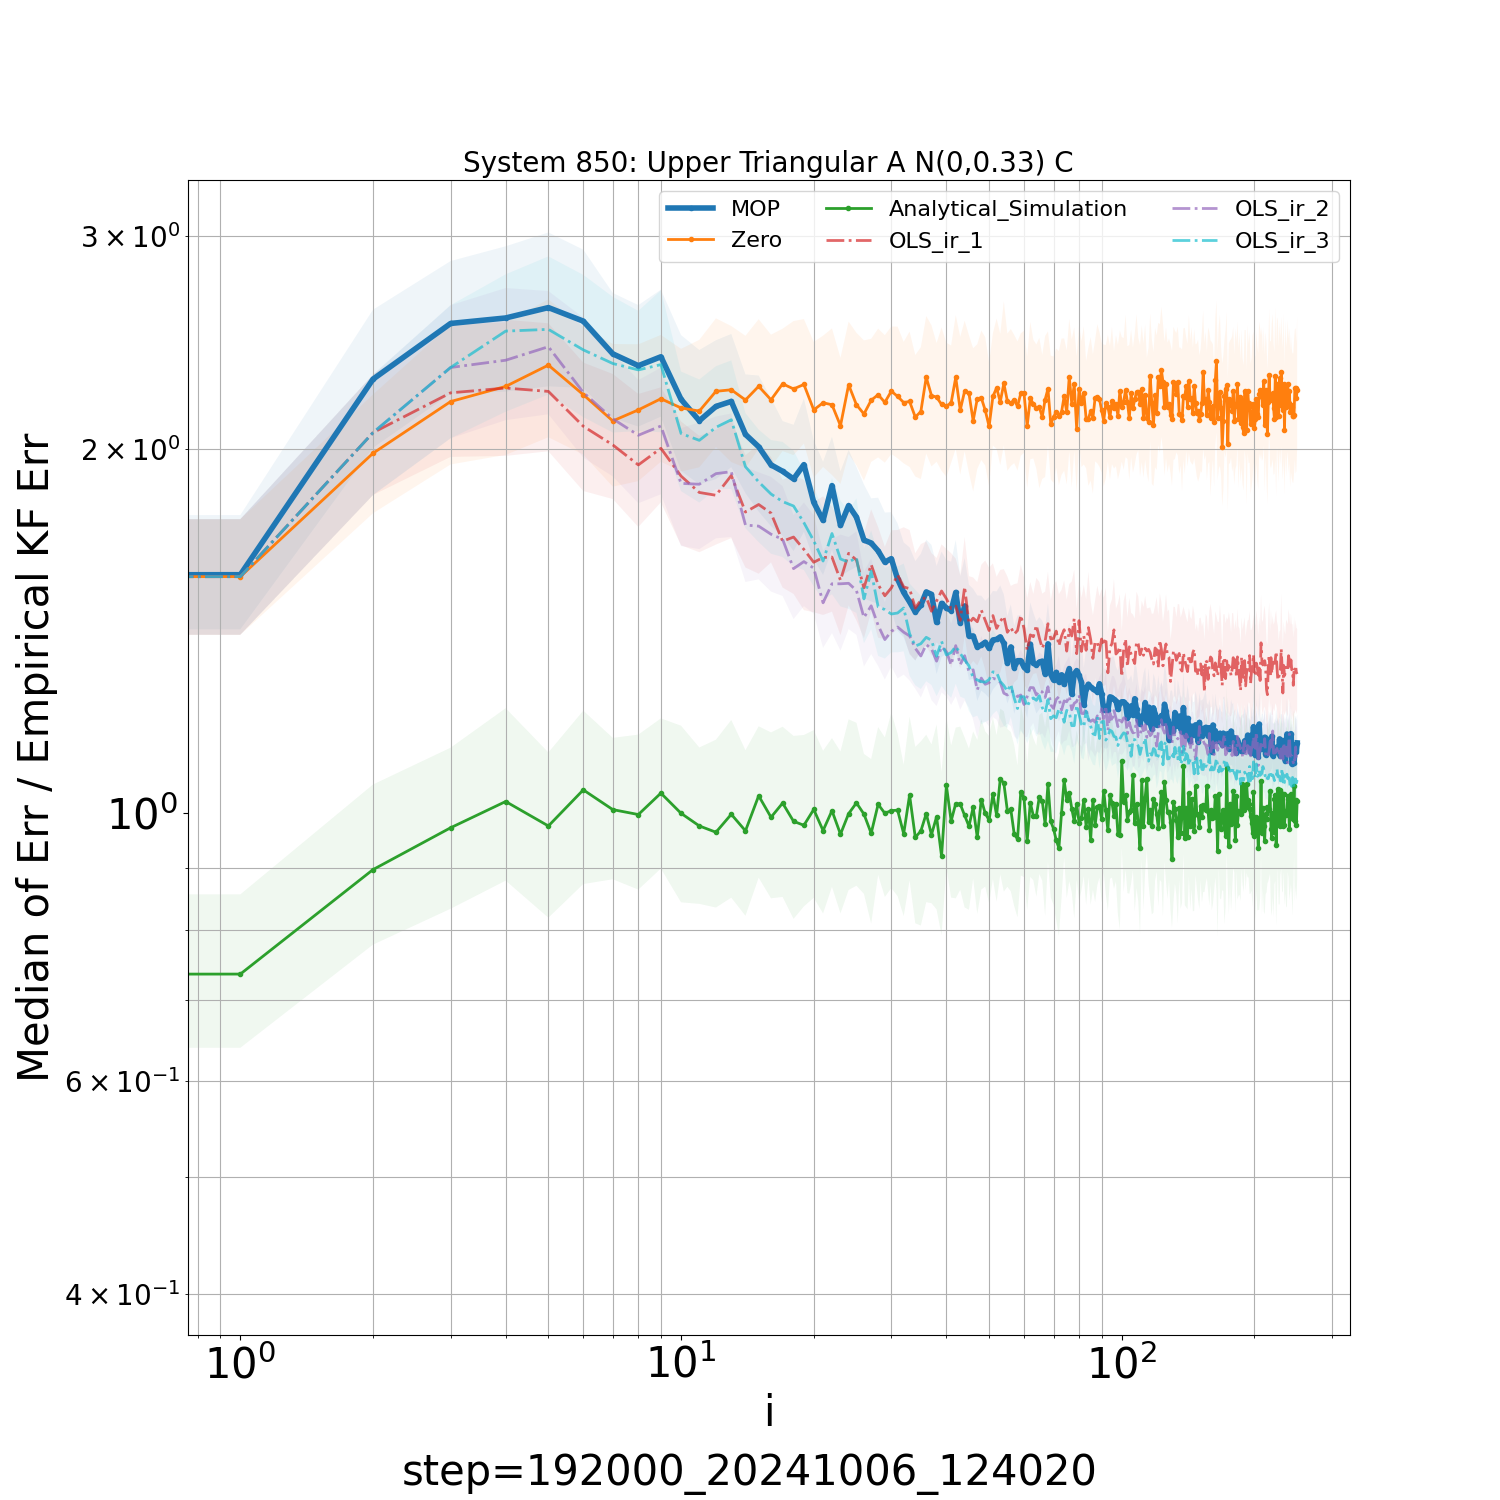 System 850: Upper Triangular A N(0,0.33) C
MOP
Zero
Analytical_Simulation
OLS_ir_1
OLS_ir_2
OLS_ir_3
Median of Err / Empirical KF Err
3 × 10⁰
2 × 10⁰
10⁰
6 × 10⁻¹
4 × 10⁻¹
10⁰ 10¹ 10²
i
step=192000_20241006_124020